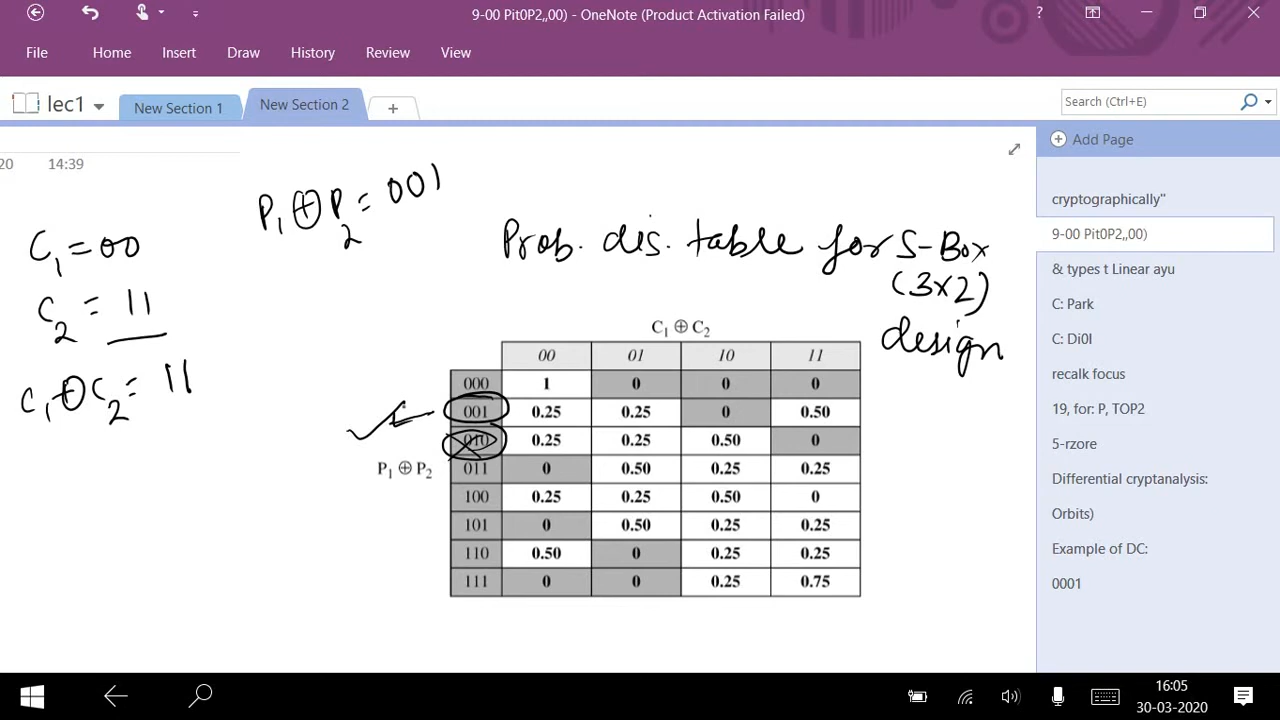 9-00 Pit0P2,,00) - OneNote (Product Activation Failed)
?
File Home Insert Draw History Review View
lec1 New Section 1 New Section 2 +
Search (Ctrl+E)
20 14:39
P1 ⊕ P2 = 001
C1 = 00
C2 = 11
C1 ⊕ C2 = 11
Prob. dis. table for S-Box
(3×2)
design
C1 ⊕ C2
00 01 10 11
000 1 0 0 0
001 0.25 0.25 0 0.50
010 0.25 0.25 0.50 0
P1 ⊕ P2
011 0 0.50 0.25 0.25
100 0.25 0.25 0.50 0
101 0 0.50 0.25 0.25
110 0.50 0 0.25 0.25
111 0 0 0.25 0.75
Add Page
cryptographically"
9-00 Pit0P2,,00)
& types t Linear ayu
C: Park
C: Di0I
recalk focus
19, for: P, TOP2
5-rzore
Differential cryptanalysis:
Orbits)
Example of DC:
0001
16:05
30-03-2020